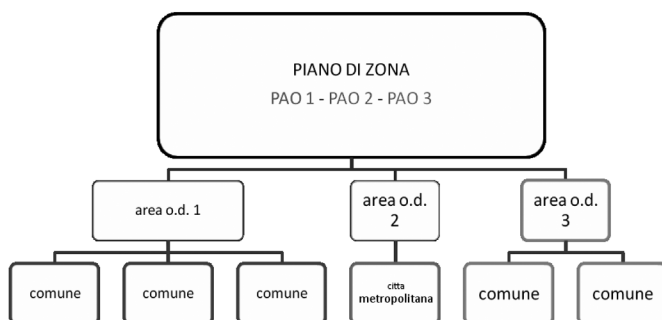 PIANO DI ZONA
PAO 1 - PAO 2 - PAO 3
area o.d. 1
area o.d.
2
area o.d.
3
comune
comune
comune
citta
metropolitana
comune
comune